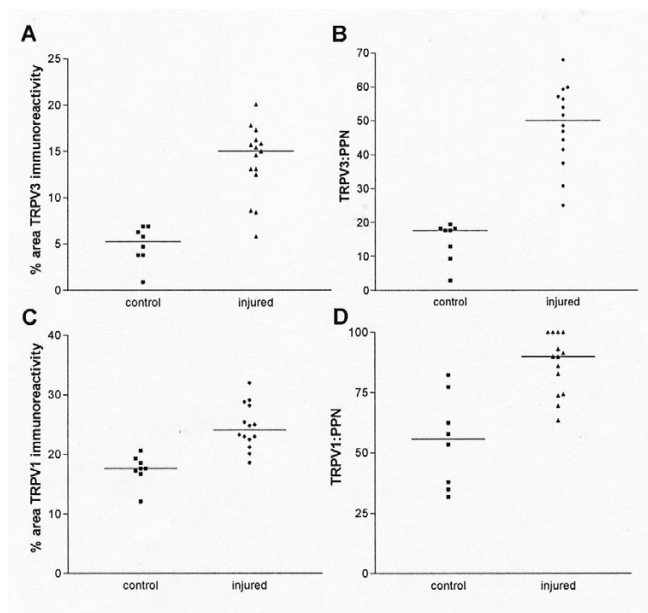 A
% area TRPV3 immunoreactivity
25
20
15
10
5
0
control injured
B
TRPV3:PPN
70
60
50
40
30
20
10
0
control injured
C
% area TRPV1 immunoreactivity
40
30
20
10
0
control injured
D
TRPV1:PPN
100
75
50
25
0
control injured